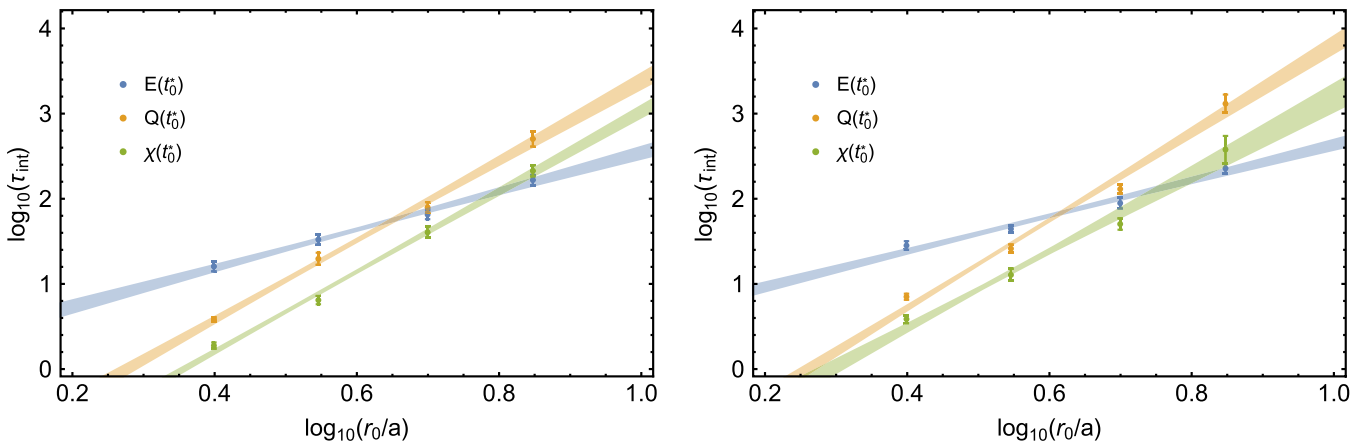 4
3
2
1
0
log₁₀(τ_int)
E(t₀*)
Q(t₀*)
χ(t₀*)
0.2 0.4 0.6 0.8 1.0
log₁₀(r₀/a)
4
3
2
1
0
log₁₀(τ_int)
E(t₀*)
Q(t₀*)
χ(t₀*)
0.2 0.4 0.6 0.8 1.0
log₁₀(r₀/a)